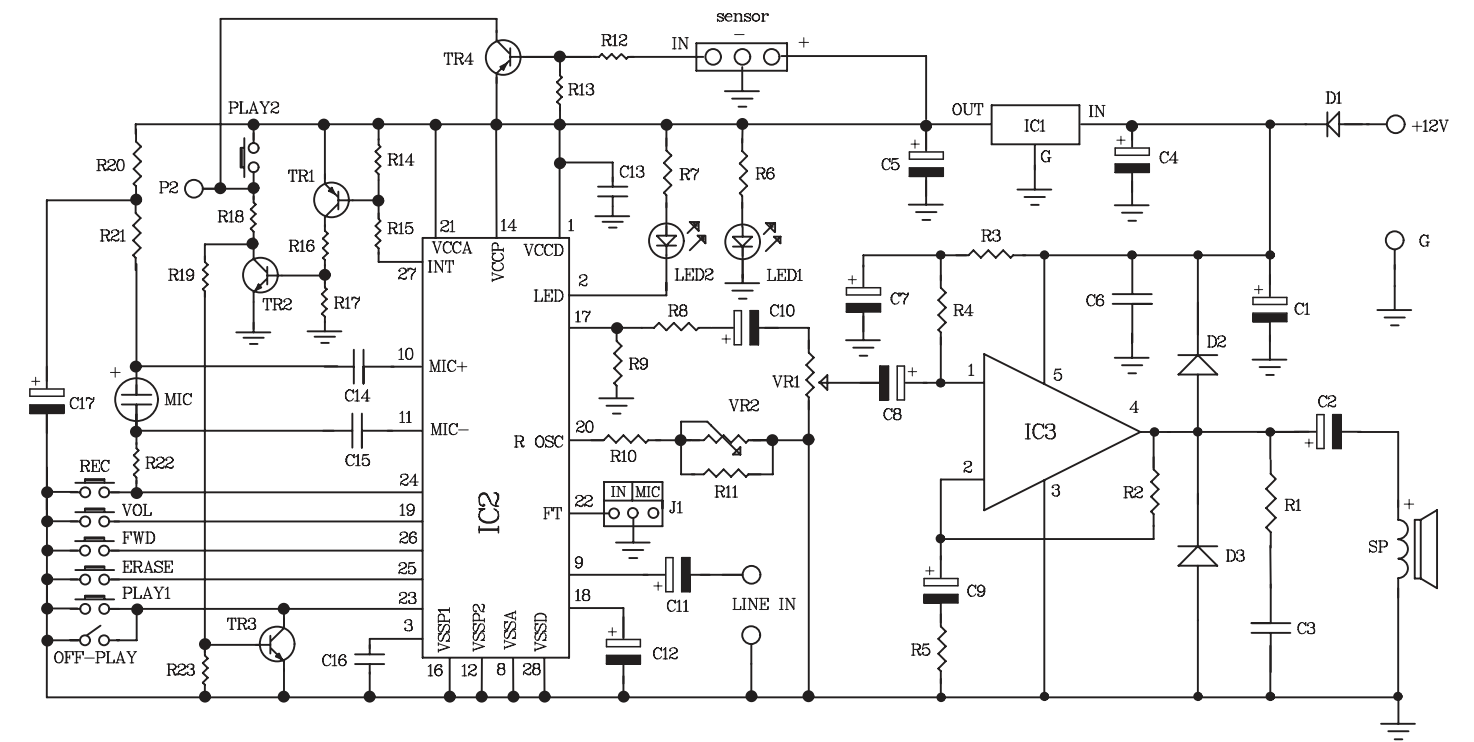 sensor
IN
-
+
R12
TR4
R13
PLAY2
OUT
IC1
IN
G
D1
+12V
R20
P2
TR1
R14
C13
R7
R6
C5
+
C4
+
R18
R21
R16
R15
21
14
1
VCCA
VCCP
VCCD
27
INT
R19
TR2
R17
LED
2
LED2
LED1
G
R3
C7
+
R4
C6
C1
+
17
R8
C10
+
R9
VR1
D2
10
MIC+
C14
+
MIC
+
C17
11
MIC-
C15
C8
+
1
5
4
IC3
C2
+
VR2
20
R OSC
R10
R11
R22
REC
24
2
3
R2
R1
VOL
19
IC2
22
FT
IN
MIC
J1
FWD
26
+
SP
D3
ERASE
25
9
+
C11
PLAY1
23
18
LINE IN
+
C9
TR3
3
VSSP1
VSSP2
VSSA
VSSD
+
C12
C3
R5
OFF-PLAY
R23
C16
16
12
8
28